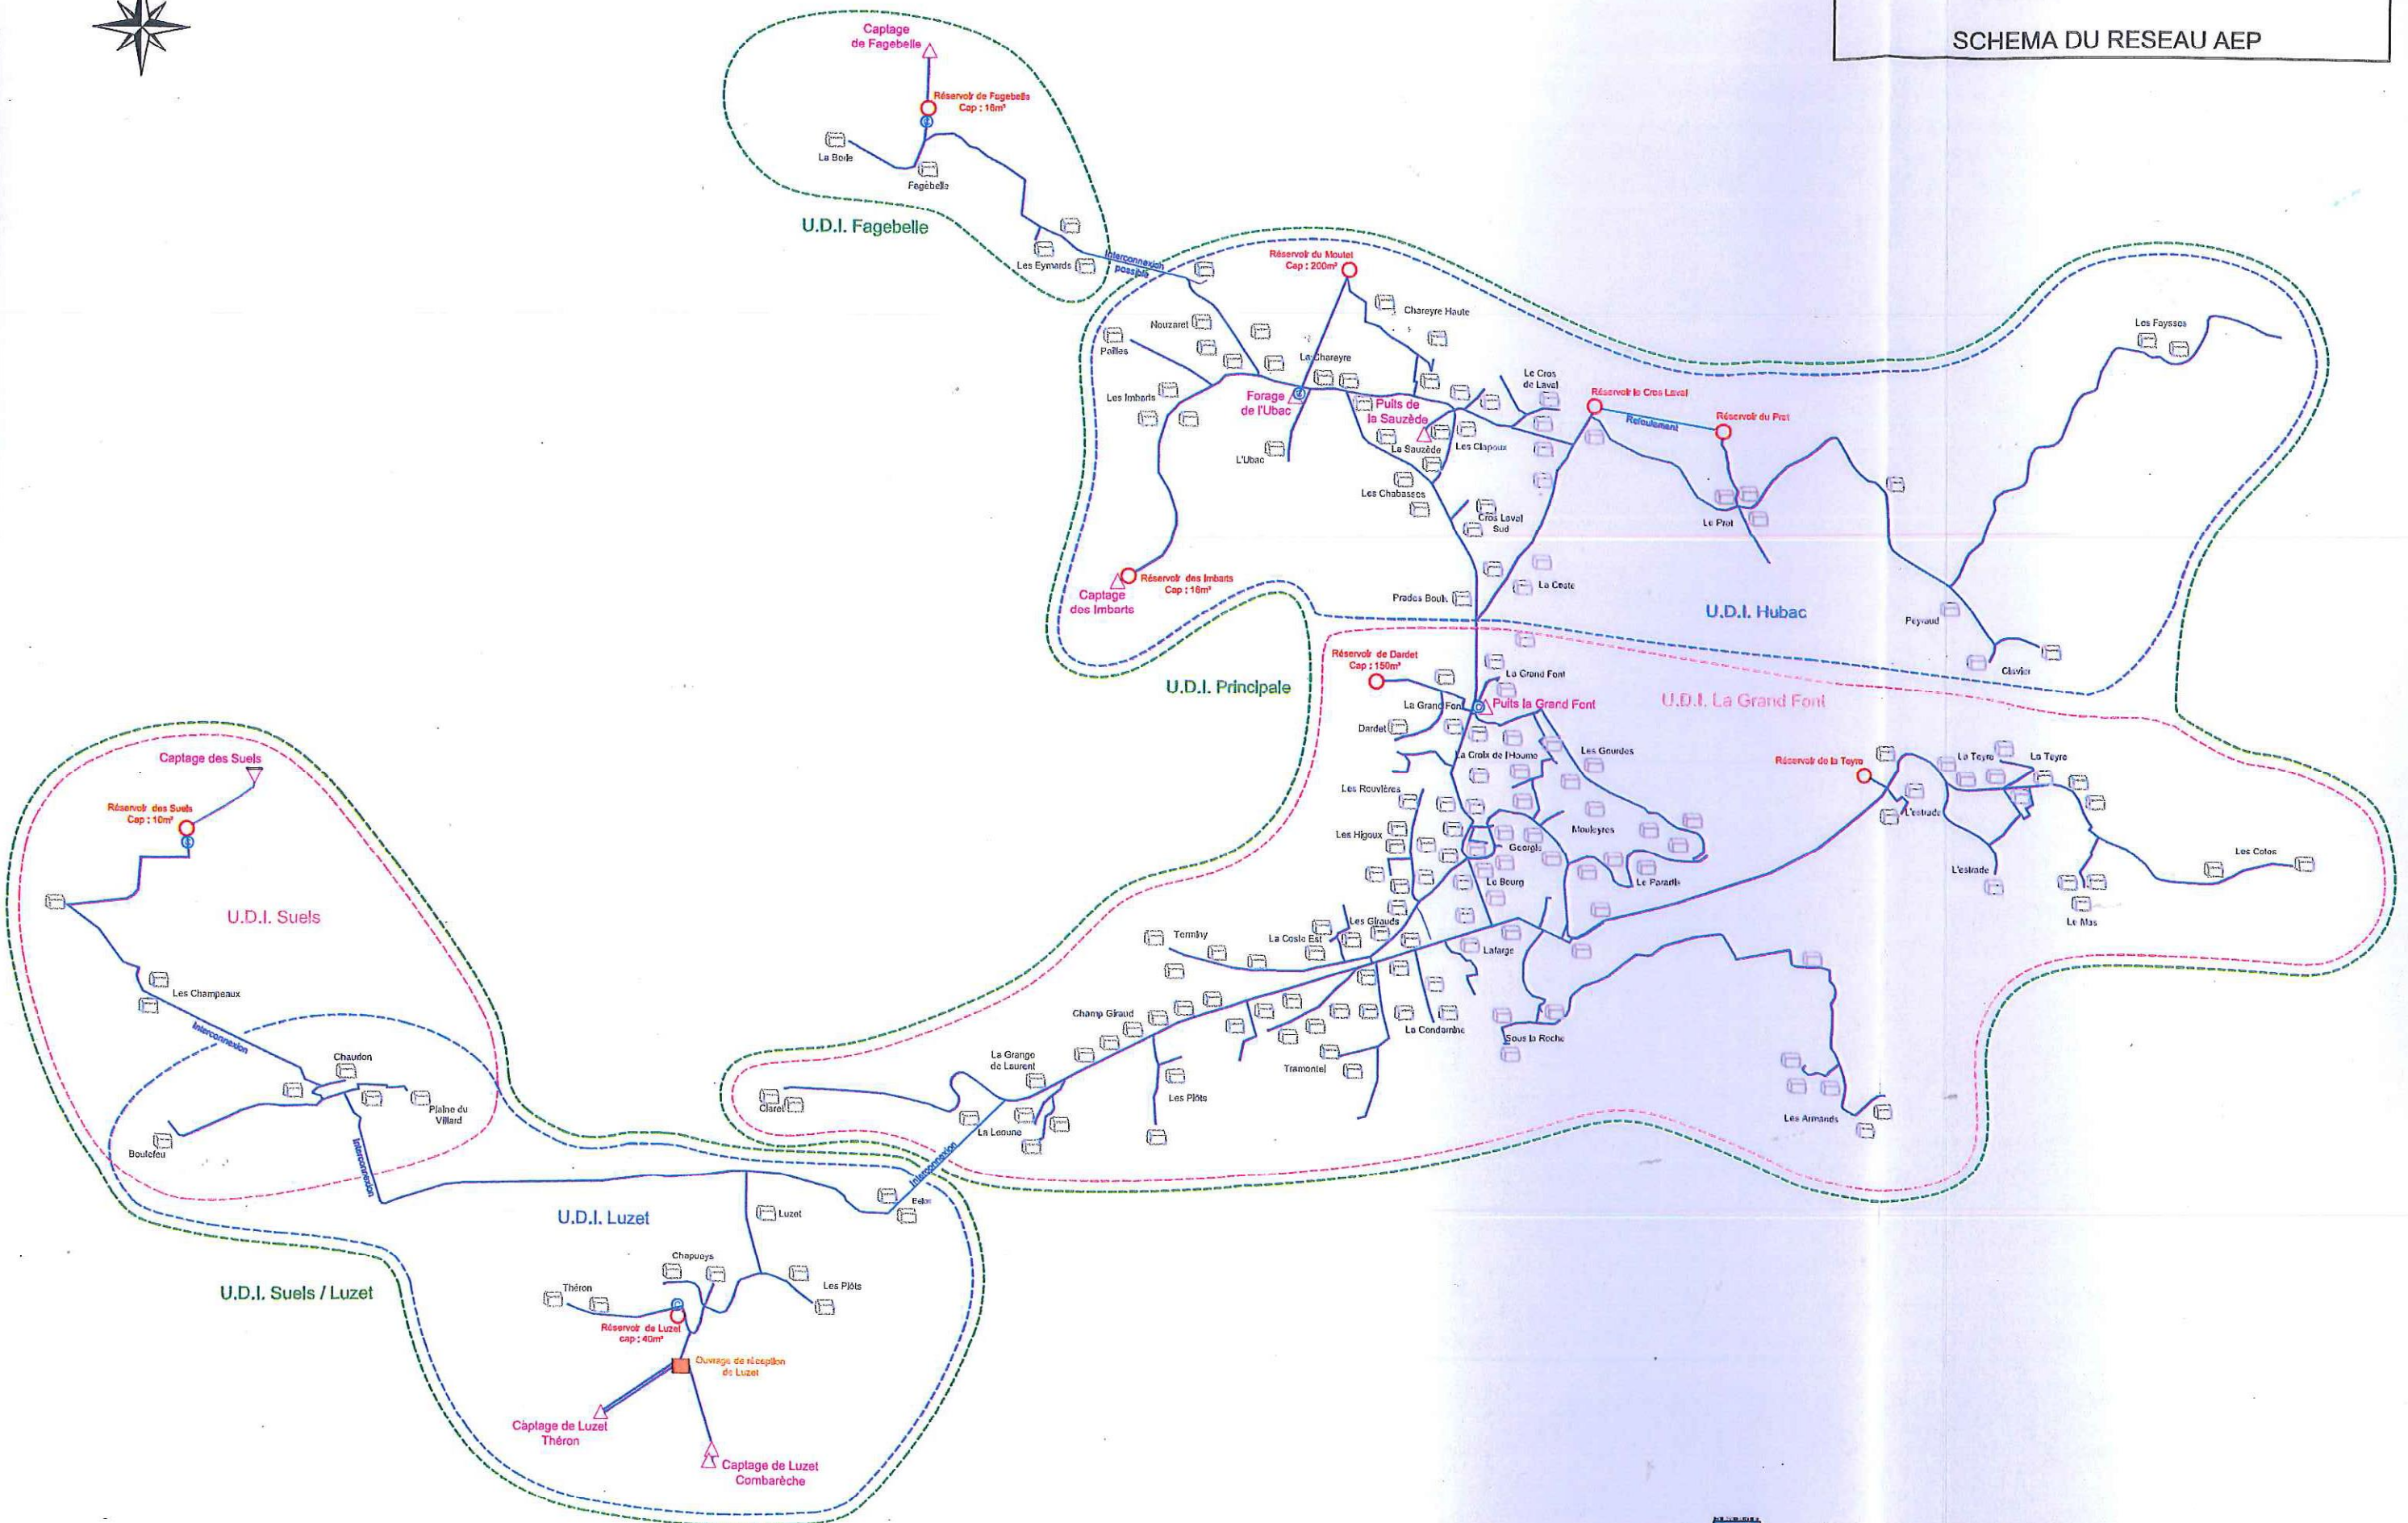 SCHEMA DU RESEAU AEP
Captage
de Fagebelle
Réservoir de Fagebelle
Cap : 16m³
La Borie
Fagebelle
U.D.I. Fagebelle
Les Eymards
Interconnexion
possible
Réservoir du Moutel
Cap : 200m³
Chareyre Haute
Nouzaret
Pailles
La Chareyre
Les Imbarts
Forage
de l'Ubac
Puits de
la Sauzède
Le Cros
de Laval
Réservoir le Cros Laval
Refoulement
Réservoir du Prat
Les Faysses
L'Ubac
La Sauzède
Les Clapoux
Les Chabasses
Cros Laval
Sud
Le Prat
Réservoir des Imbarts
Cap : 16m³
Captage
des Imbarts
Prades Bouls
La Coste
U.D.I. Hubac
Peyraud
Clavier
Réservoir de Dardet
Cap : 150m³
U.D.I. Principale
La Grand Font
La Grand Font
Puits la Grand Font
U.D.I. La Grand Font
Dardet
La Croix de l'Houme
Les Gourdes
Réservoir de la Teyre
La Teyre
La Teyre
Les Rouvières
L'estrade
Les Higoux
Mouleyres
Georgls
Le Bourg
Le Paradis
L'estrade
Les Cotes
Le Mas
Captage des Suels
Réservoir des Suels
Cap : 10m³
U.D.I. Suels
Les Girauds
Terminy
La Coste Est
Lafarge
Les Champeaux
Interconnexion
Champ Giraud
La Condamine
Sous la Roche
Chaudon
La Grange
de Laurent
Tramontel
Plaine du
Villard
Claret
Les Plôts
La Leoune
Les Armands
Boutefeu
Interconnexion
Interconnexion
U.D.I. Luzet
Luzet
Chapueys
U.D.I. Suels / Luzet
Théron
Les Plôts
Réservoir de Luzet
cap : 40m³
Ouvrage de réception
de Luzet
Captage de Luzet
Théron
Captage de Luzet
Combarèche